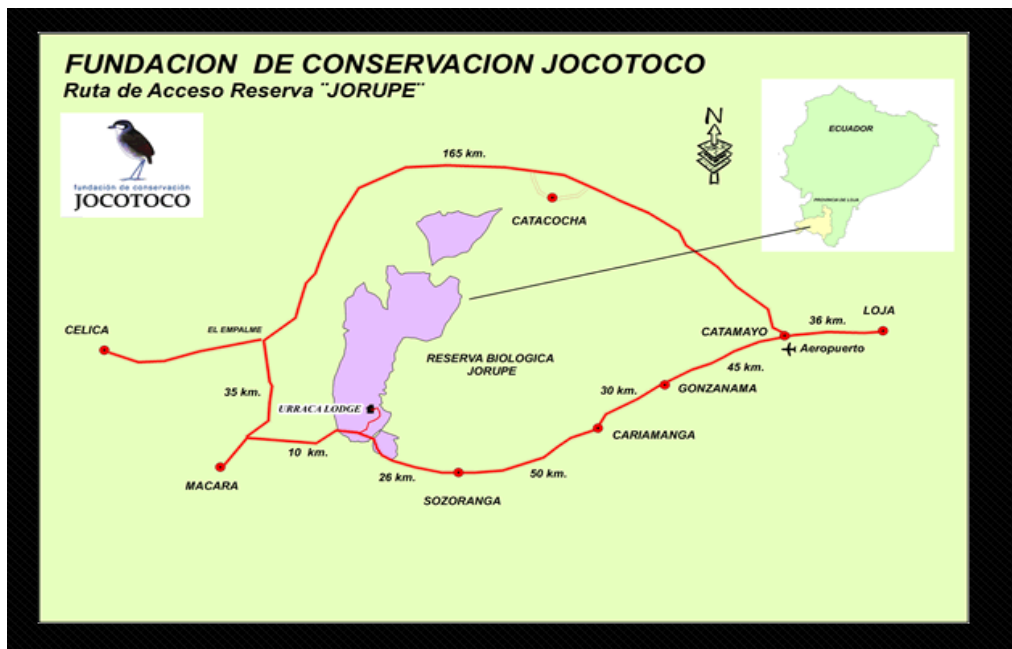 FUNDACION DE CONSERVACION JOCOTOCO
Ruta de Acceso Reserva ¨JORUPE¨
fundación de conservación
JOCOTOCO
N
ECUADOR
PROVINCIA DE LOJA
165 km.
CATACOCHA
CELICA
EL EMPALME
LOJA
36 km.
CATAMAYO
Aeropuerto
RESERVA BIOLOGICA
JORUPE
45 km.
GONZANAMA
35 km.
URRACA LODGE
30 km.
CARIAMANGA
10 km.
MACARA
26 km.
50 km.
SOZORANGA